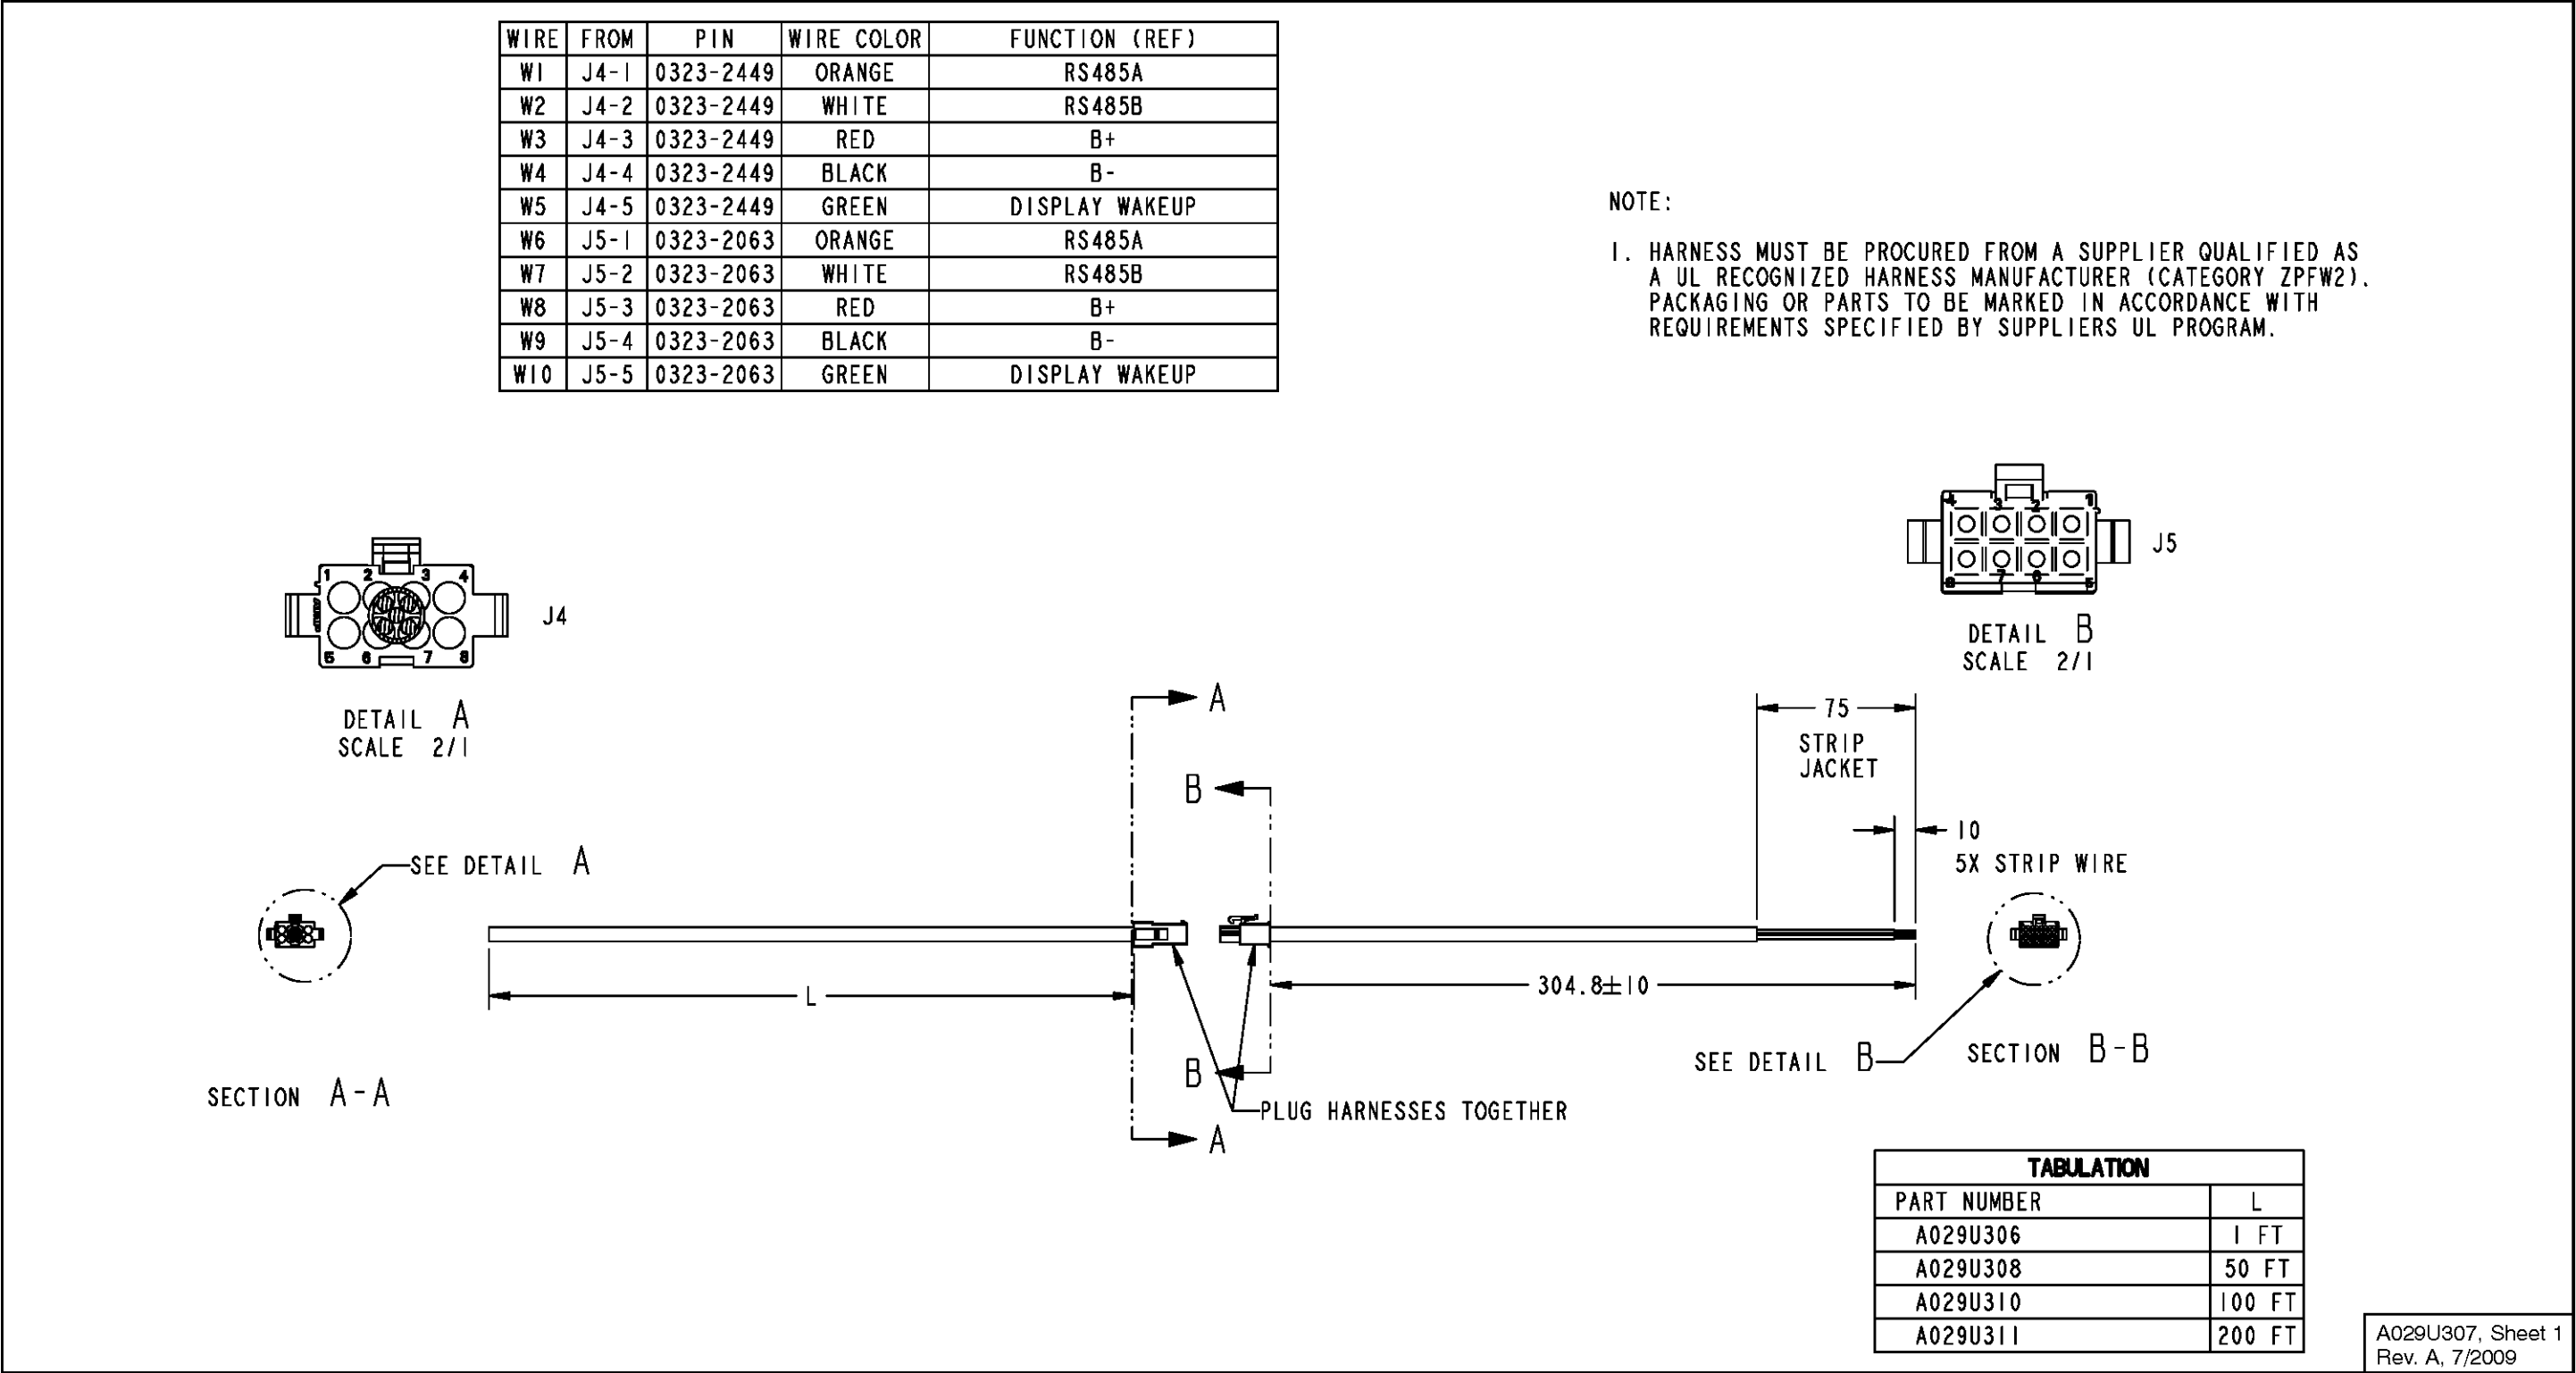 WIRE FROM PIN WIRE COLOR FUNCTION (REF)
W1 J4-1 0323-2449 ORANGE RS485A
W2 J4-2 0323-2449 WHITE RS485B
W3 J4-3 0323-2449 RED B+
W4 J4-4 0323-2449 BLACK B-
W5 J4-5 0323-2449 GREEN DISPLAY WAKEUP
W6 J5-1 0323-2063 ORANGE RS485A
W7 J5-2 0323-2063 WHITE RS485B
W8 J5-3 0323-2063 RED B+
W9 J5-4 0323-2063 BLACK B-
W10 J5-5 0323-2063 GREEN DISPLAY WAKEUP
NOTE:
1. HARNESS MUST BE PROCURED FROM A SUPPLIER QUALIFIED AS
A UL RECOGNIZED HARNESS MANUFACTURER (CATEGORY ZPFW2).
PACKAGING OR PARTS TO BE MARKED IN ACCORDANCE WITH
REQUIREMENTS SPECIFIED BY SUPPLIERS UL PROGRAM.
1 2 3 4
J4
5 6 7 8
DETAIL A
SCALE 2/1
4 3 2 1
J5
8 7 6 5
DETAIL B
SCALE 2/1
A
B
75
STRIP
JACKET
10
5X STRIP WIRE
SEE DETAIL A
L
304.8±10
SECTION A-A
B
A
PLUG HARNESSES TOGETHER
SEE DETAIL B
SECTION B-B
TABULATION
PART NUMBER L
A029U306 1 FT
A029U308 50 FT
A029U310 100 FT
A029U311 200 FT
A029U307, Sheet 1
Rev. A, 7/2009